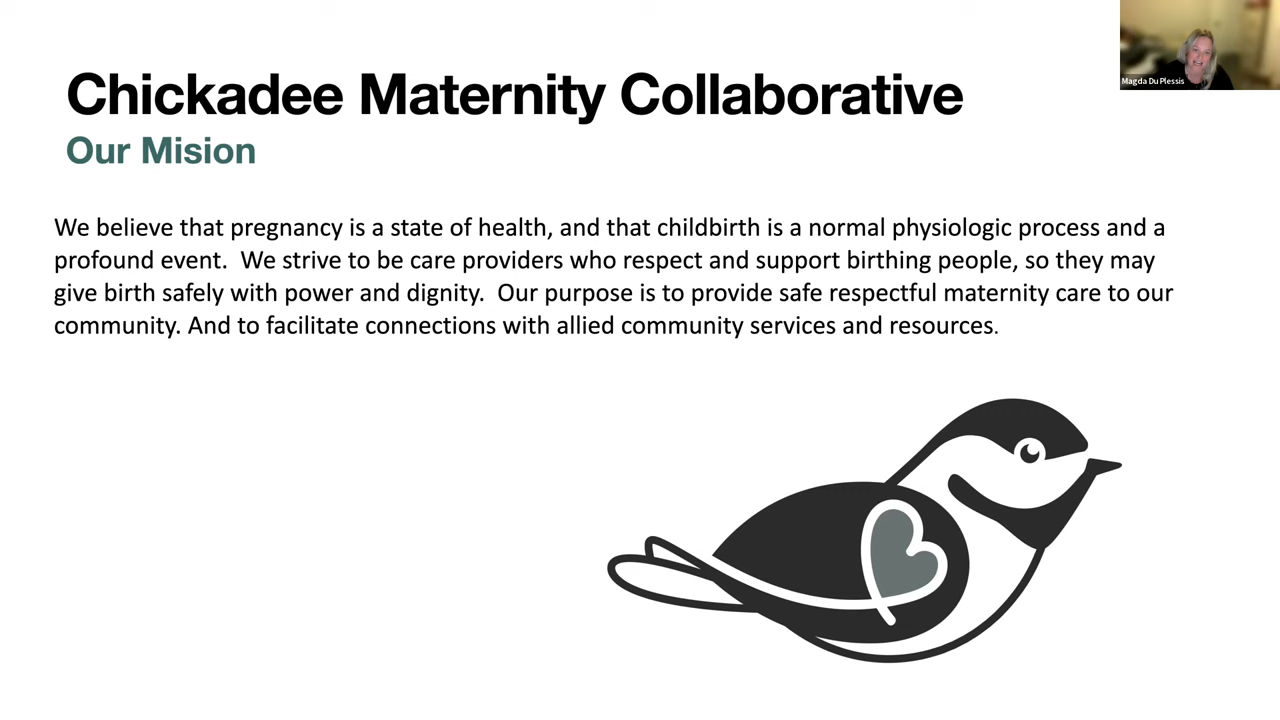 Chickadee Maternity Collaborative
Our Mision
We believe that pregnancy is a state of health, and that childbirth is a normal physiologic process and a
profound event.  We strive to be care providers who respect and support birthing people, so they may
give birth safely with power and dignity.  Our purpose is to provide safe respectful maternity care to our
community. And to facilitate connections with allied community services and resources.
Magda Du Plessis